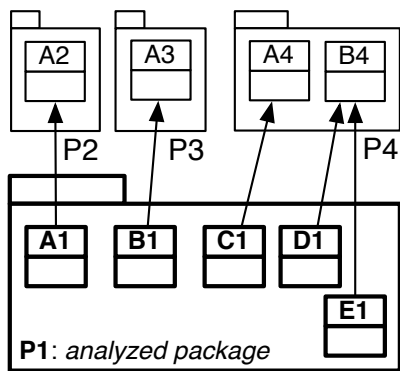 A2
A3
A4
B4
P2
P3
P4
A1
B1
C1
D1
E1
P1: analyzed package